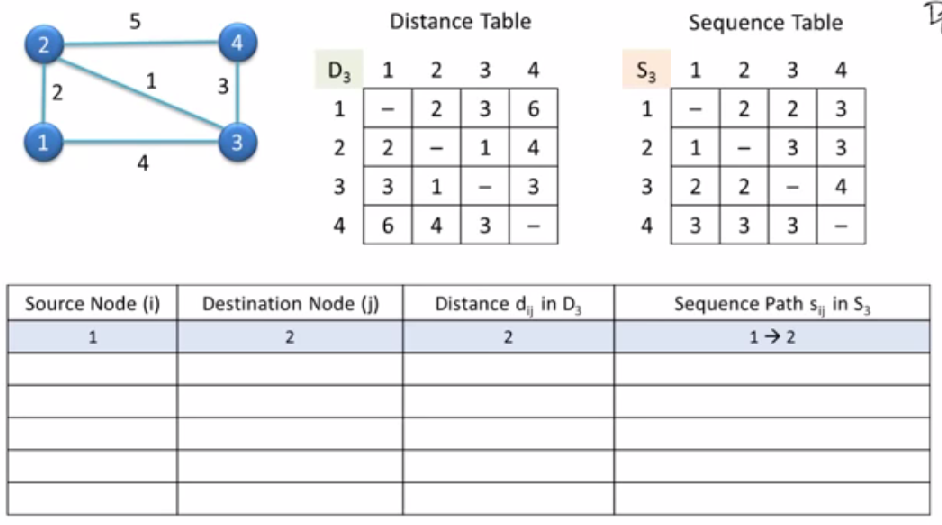 5
2
4
2
1
3
1
3
4
Distance Table
D₃ 1 2 3 4
1 – 2 3 6
2 2 – 1 4
3 3 1 – 3
4 6 4 3 –
Sequence Table
S₃ 1 2 3 4
1 – 2 2 3
2 1 – 3 3
3 2 2 – 4
4 3 3 3 –
Source Node (i) Destination Node (j) Distance dᵢⱼ in D₃ Sequence Path sᵢⱼ in S₃
1 2 2 1 → 2